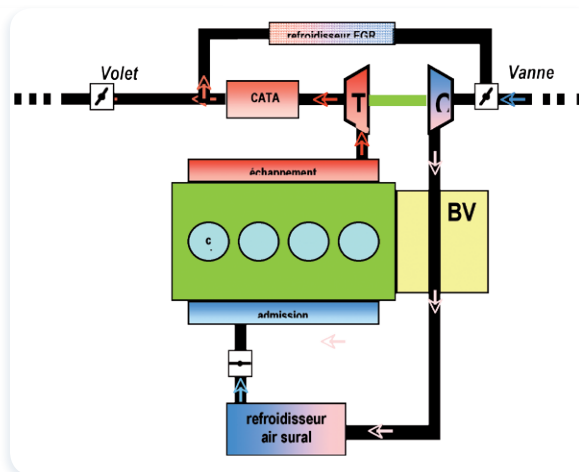 refroidisseur EGR
Volet
Vanne
CATA
T
C
échappement
BV
c
admission
refroidisseur
air sural